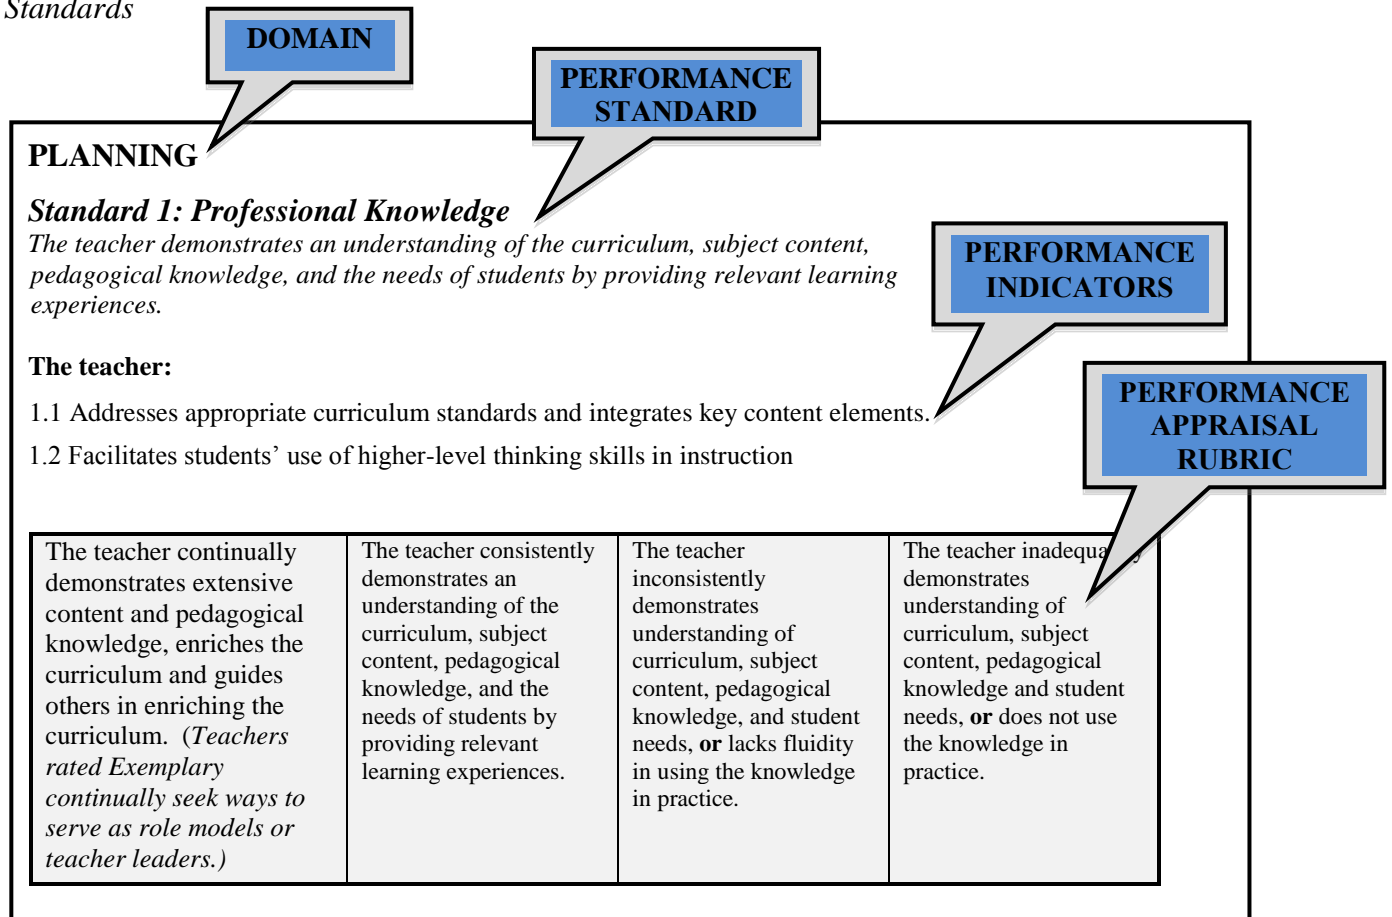 Standards
DOMAIN
PERFORMANCE
STANDARD
PLANNING
Standard 1: Professional Knowledge
The teacher demonstrates an understanding of the curriculum, subject content,
pedagogical knowledge, and the needs of students by providing relevant learning
experiences.
PERFORMANCE
INDICATORS
The teacher:
1.1 Addresses appropriate curriculum standards and integrates key content elements.
1.2 Facilitates students’ use of higher-level thinking skills in instruction
PERFORMANCE
APPRAISAL
RUBRIC
The teacher continually
demonstrates extensive
content and pedagogical
knowledge, enriches the
curriculum and guides
others in enriching the
curriculum. (Teachers
rated Exemplary
continually seek ways to
serve as role models or
teacher leaders.)
The teacher consistently
demonstrates an
understanding of the
curriculum, subject
content, pedagogical
knowledge, and the
needs of students by
providing relevant
learning experiences.
The teacher
inconsistently
demonstrates
understanding of
curriculum, subject
content, pedagogical
knowledge, and student
needs, or lacks fluidity
in using the knowledge
in practice.
The teacher
demonstrates
understanding of
curriculum, subject
content, pedagogical
knowledge and student
needs, or does not use
the knowledge in
practice.